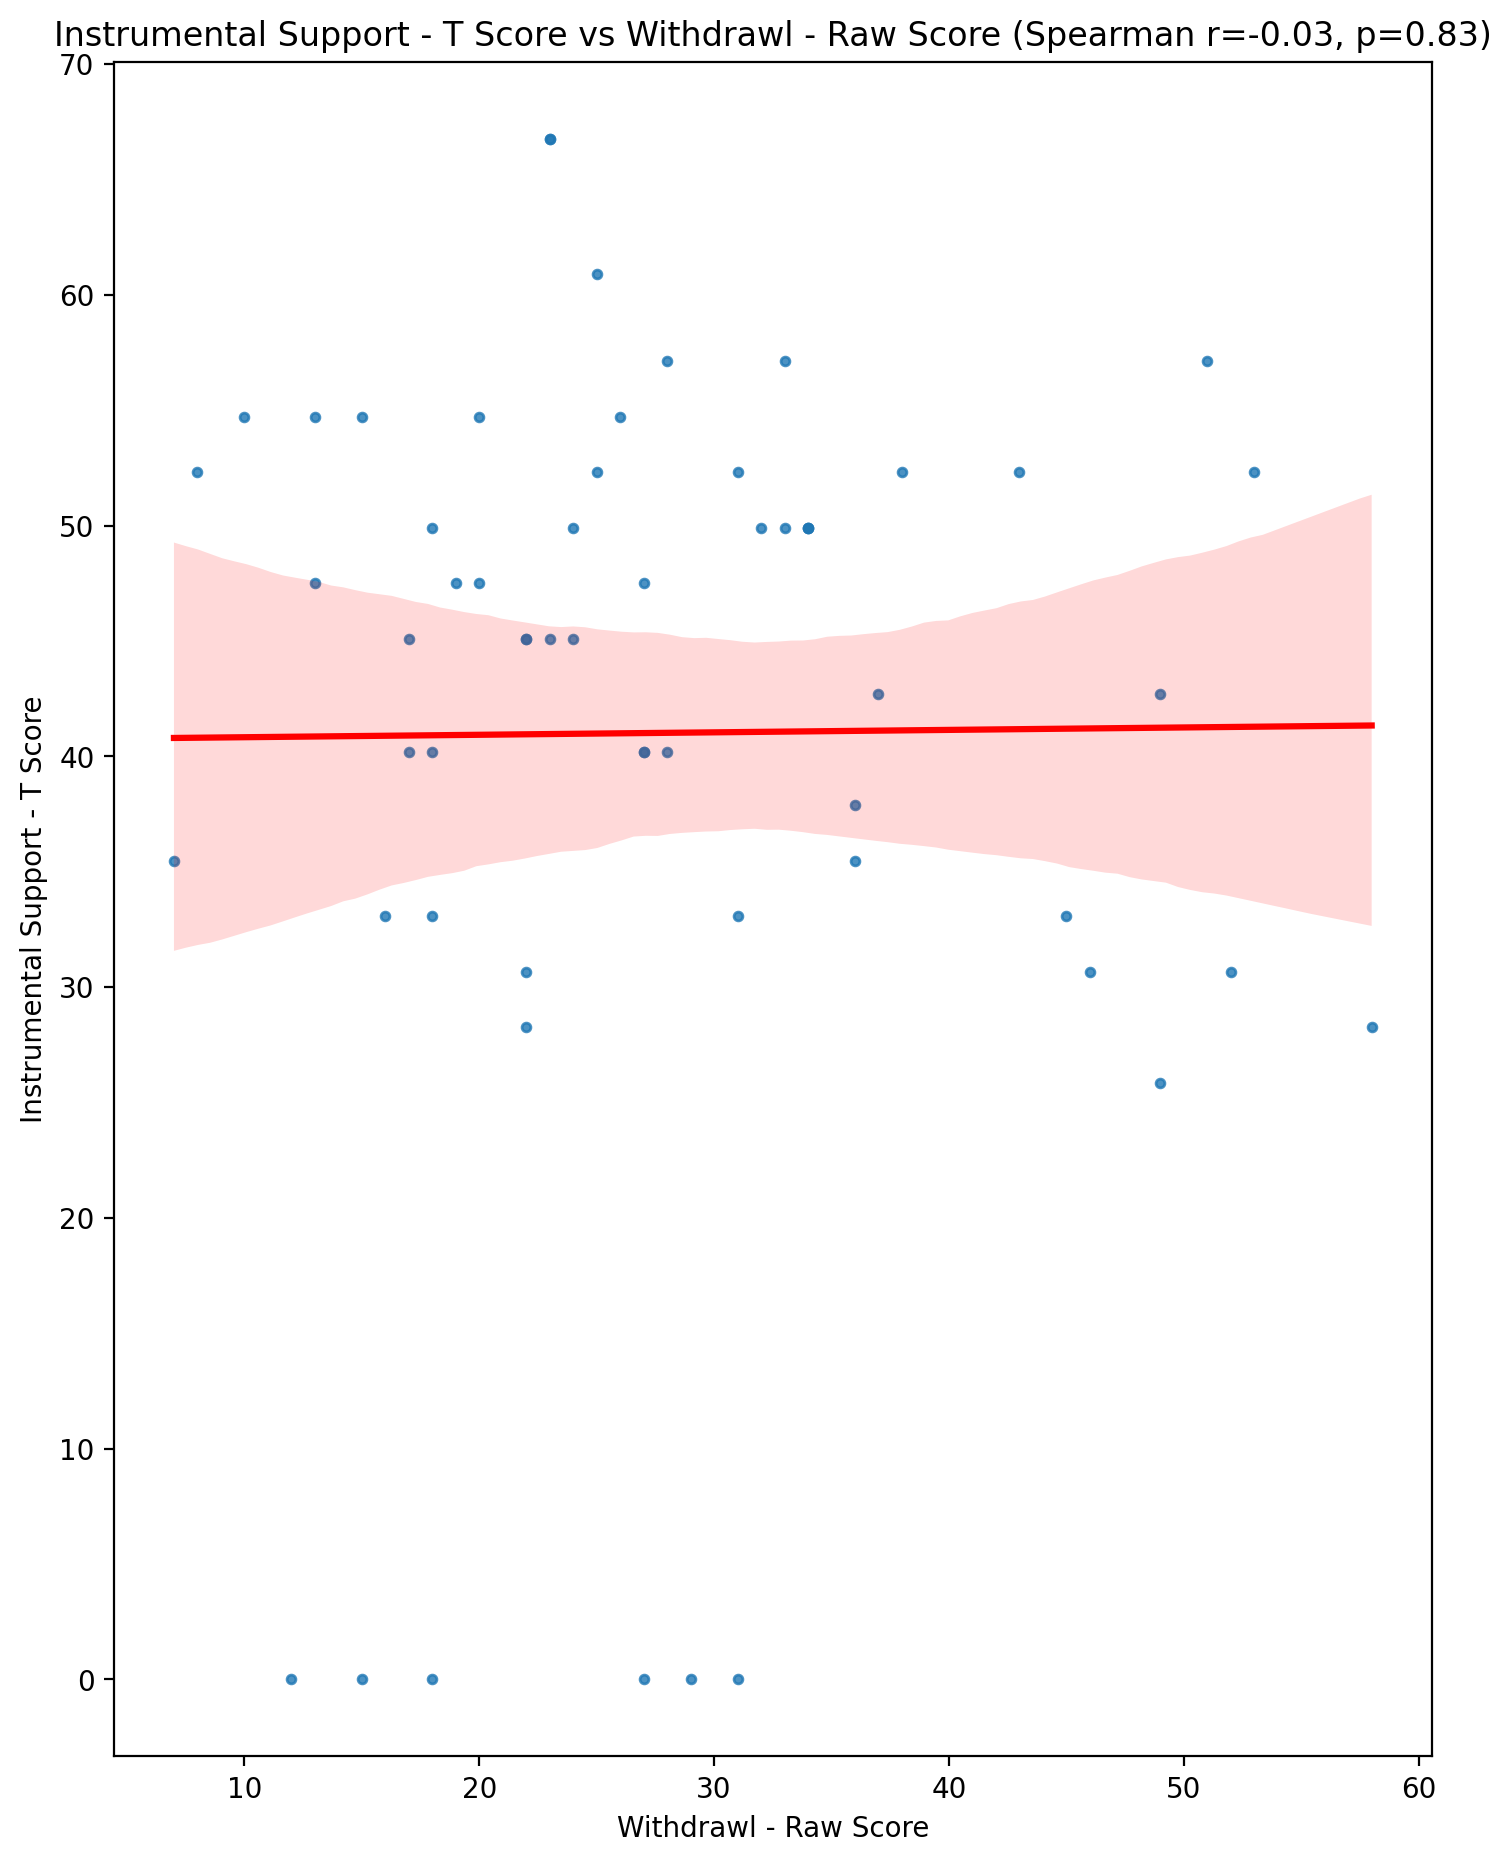 Instrumental Support - T Score vs Withdrawl - Raw Score (Spearman r=-0.03, p=0.83)
70
60
50
40
30
20
10
0
Instrumental Support - T Score
10 20 30 40 50 60
Withdrawl - Raw Score